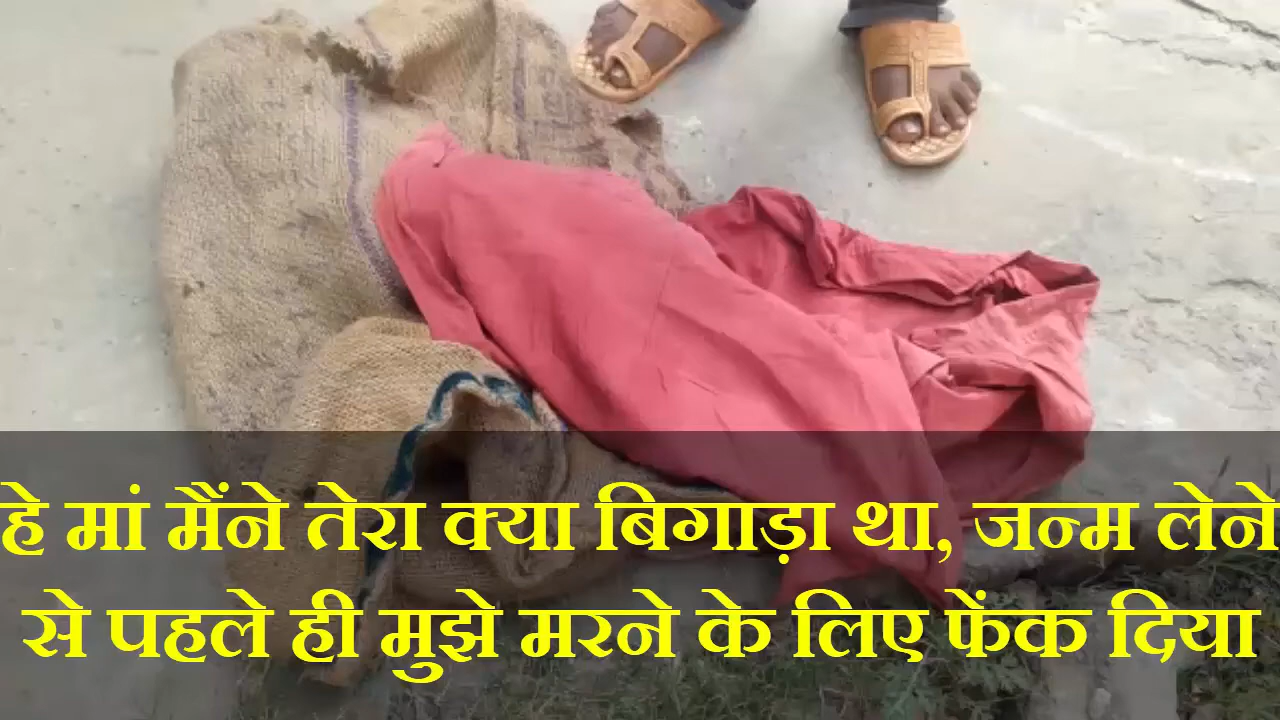 हे मां मैंने तेरा क्या बिगाड़ा था, जन्म लेने
से पहले ही मुझे मरने के लिए फेंक दिया